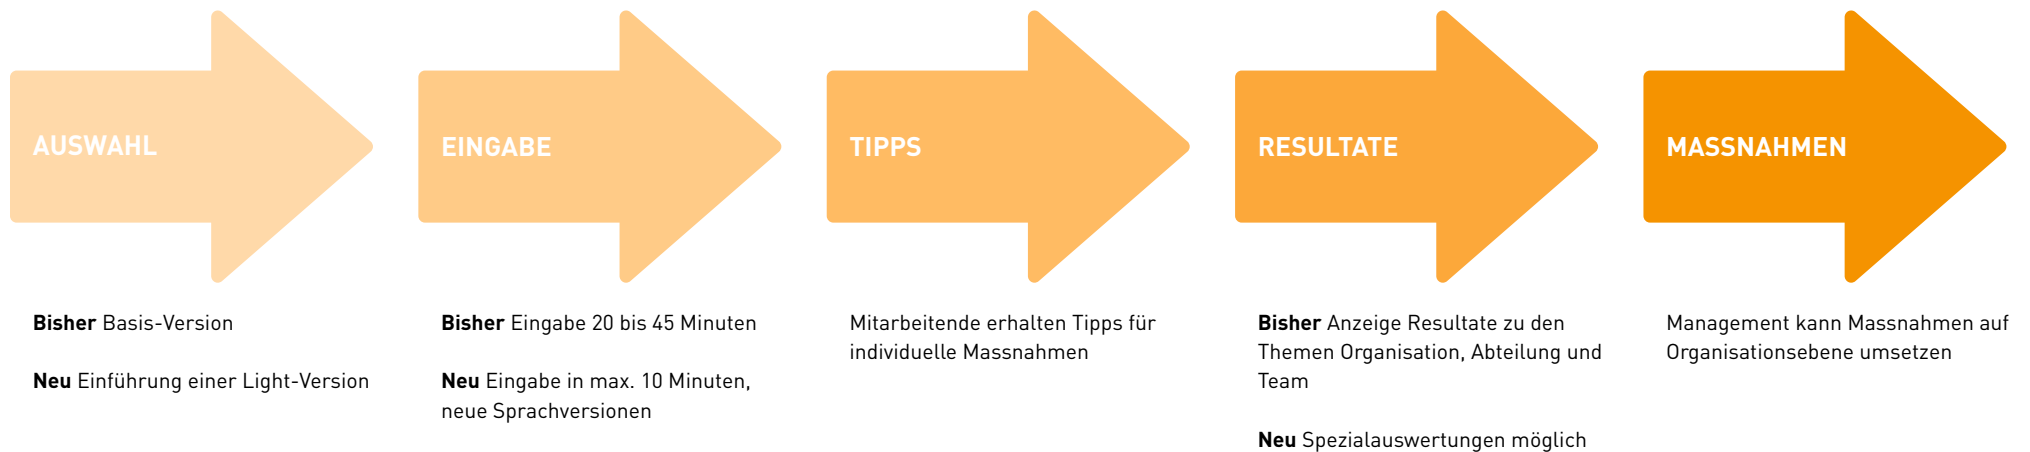 AUSWAHL
Bisher Basis-Version
Neu Einführung einer Light-Version
EINGABE
Bisher Eingabe 20 bis 45 Minuten
Neu Eingabe in max. 10 Minuten,
neue Sprachversionen
TIPPS
Mitarbeitende erhalten Tipps für
individuelle Massnahmen
RESULTATE
Bisher Anzeige Resultate zu den
Themen Organisation, Abteilung und
Team
Neu Spezialauswertungen möglich
MASSNAHMEN
Management kann Massnahmen auf
Organisationsebene umsetzen